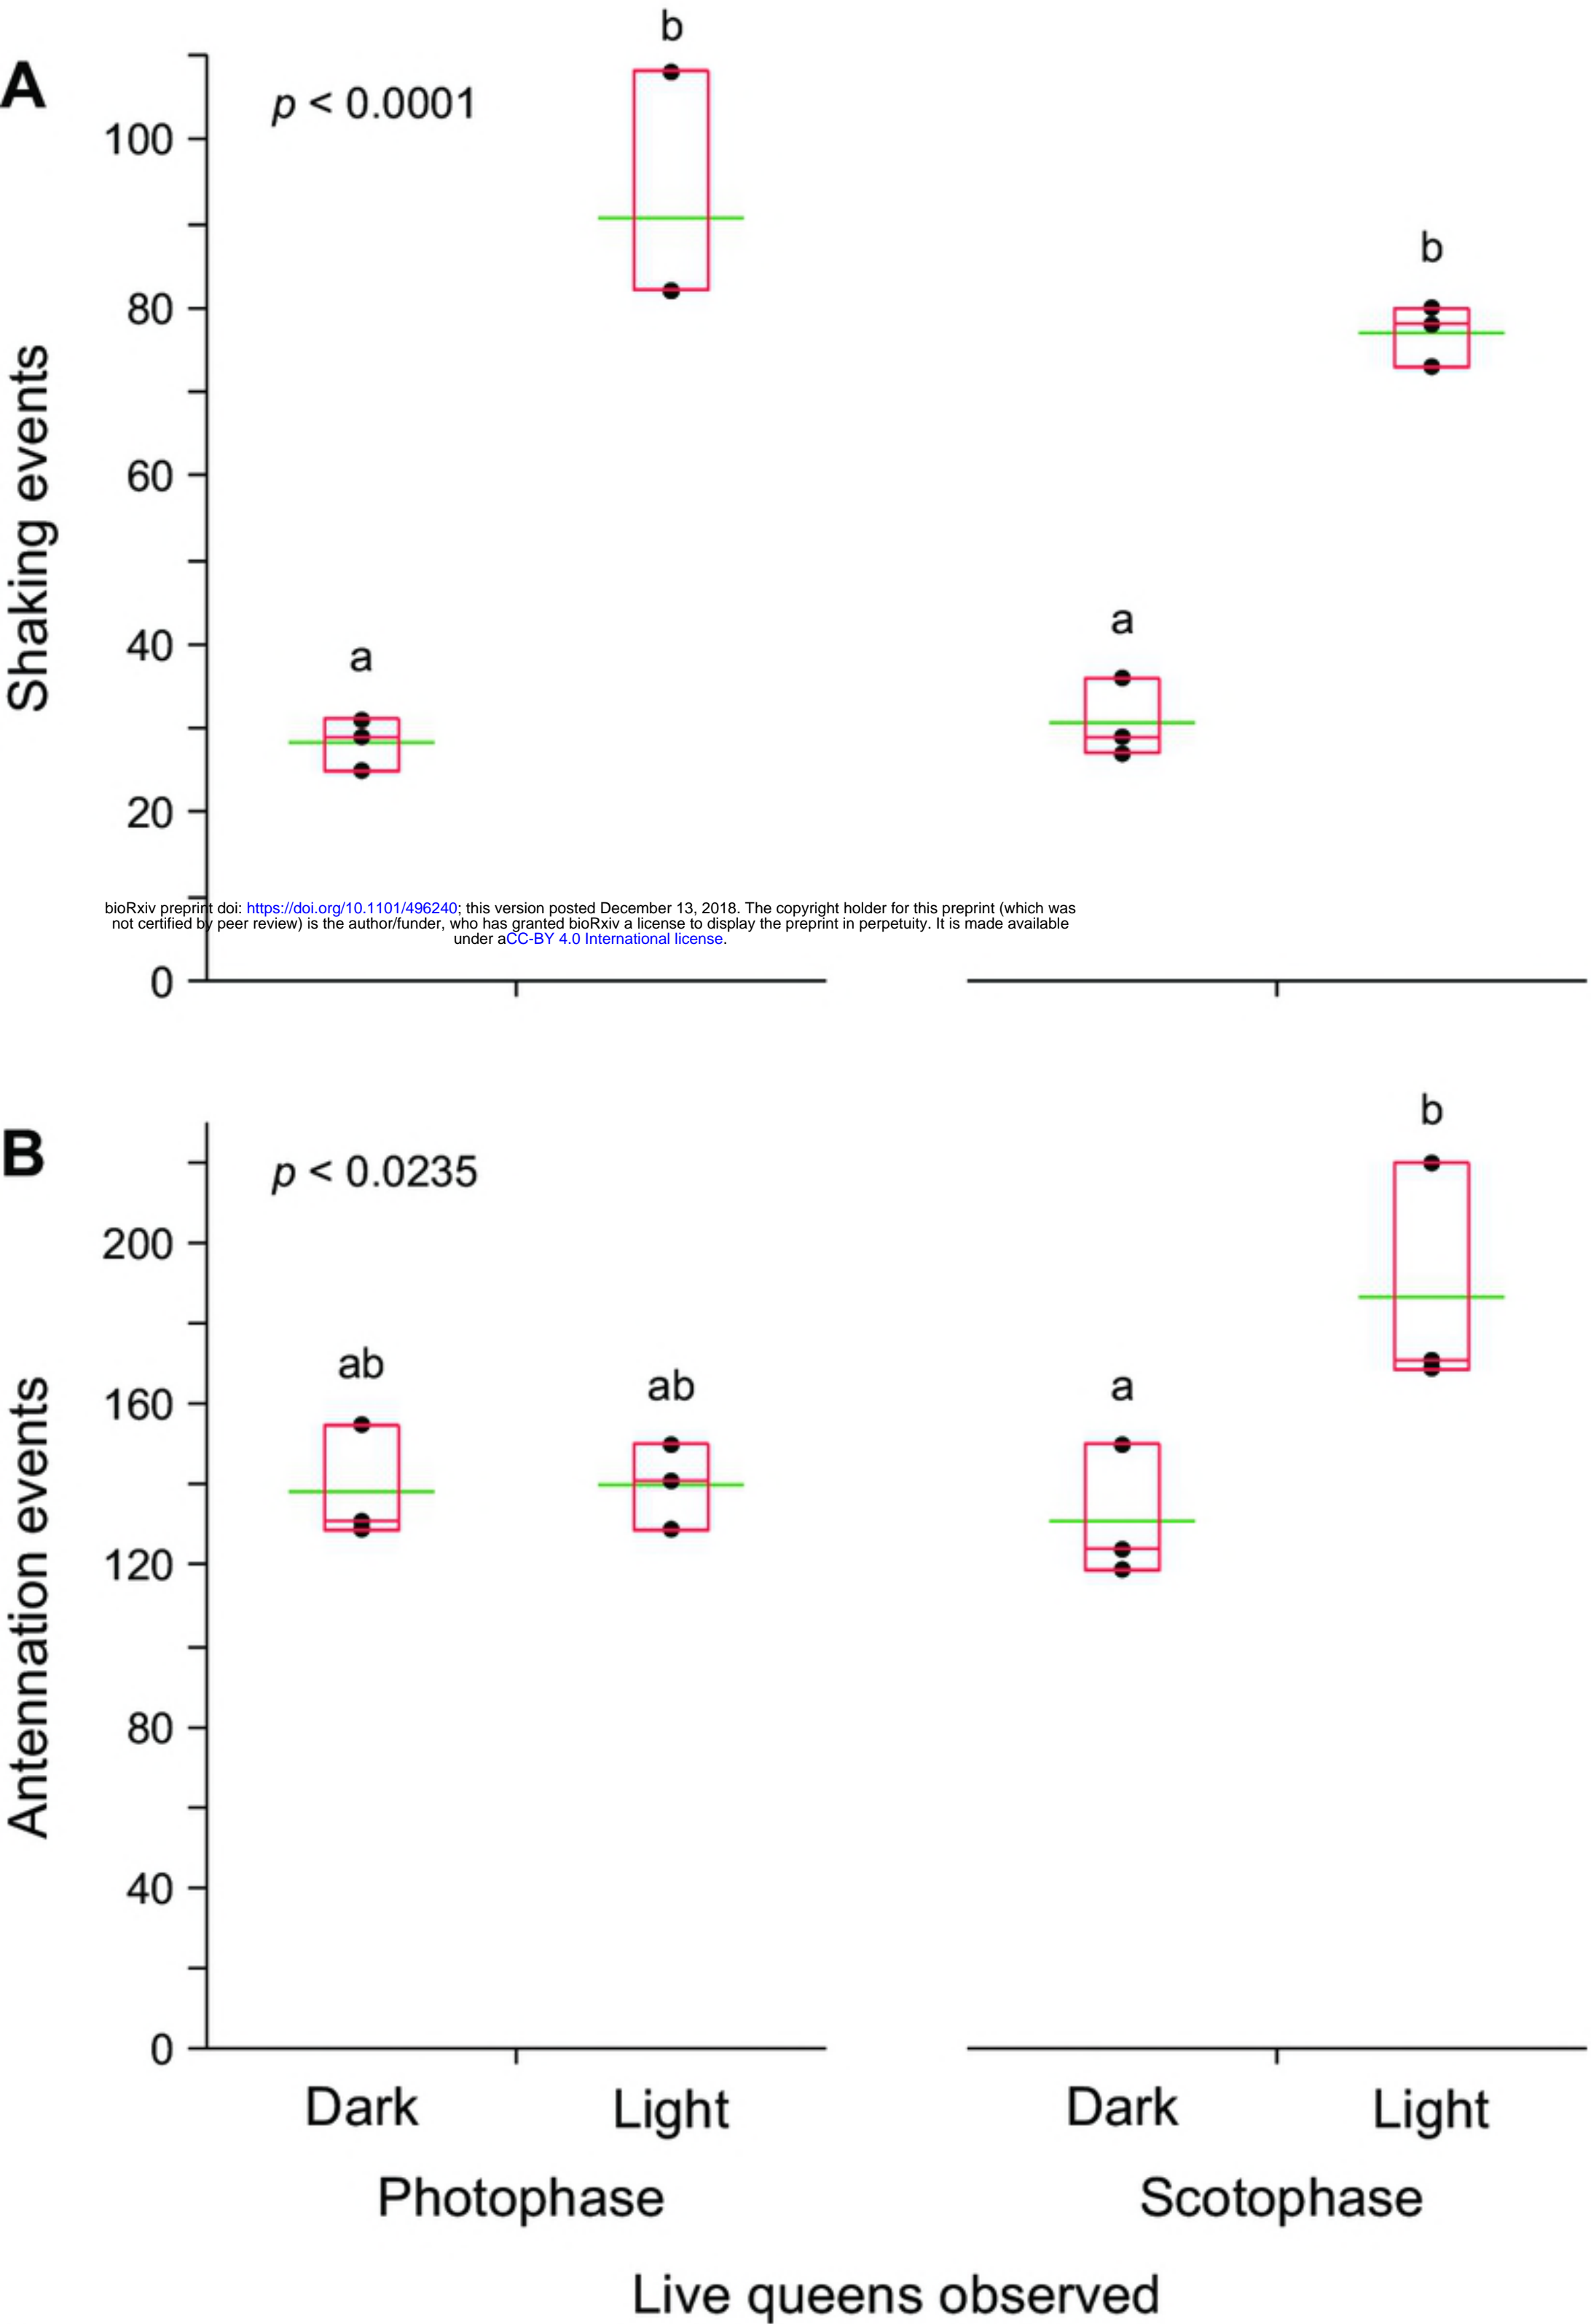 A
p < 0.0001
b
b
a
a
100
80
60
40
20
0
Shaking events
bioRxiv preprint doi: https://doi.org/10.1101/496240; this version posted December 13, 2018. The copyright holder for this preprint (which was
not certified by peer review) is the author/funder, who has granted bioRxiv a license to display the preprint in perpetuity. It is made available
under aCC-BY 4.0 International license.
B
p < 0.0235
b
ab
ab
a
200
160
120
80
40
0
Antennation events
Dark Light Dark Light
Photophase Scotophase
Live queens observed